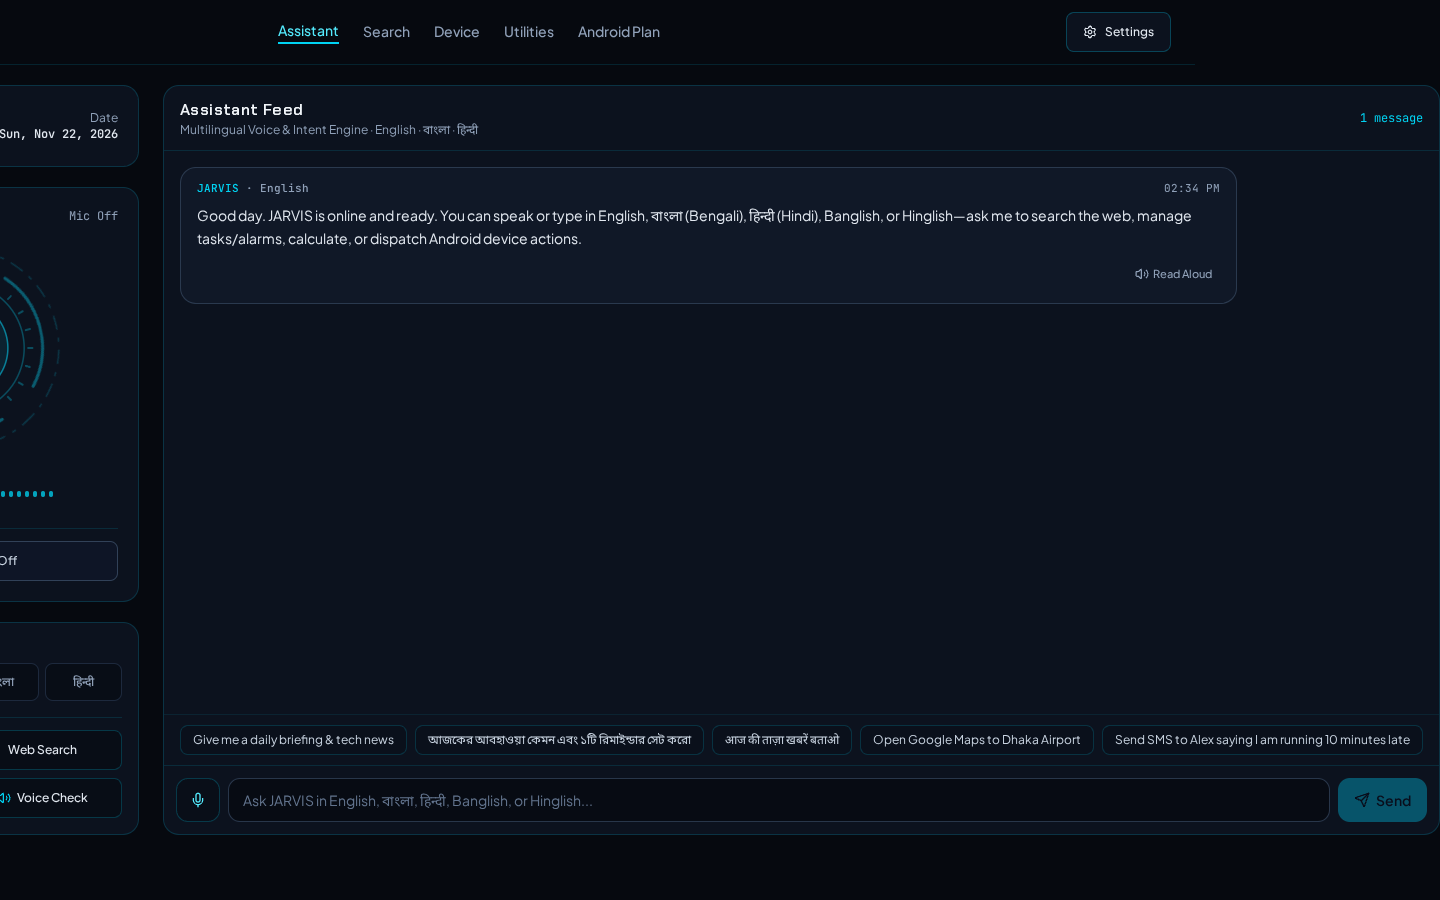 Assistant
Search
Device
Utilities
Android Plan
Settings
Date
Sun, Nov 22, 2026
Mic Off
Off
हिन्दी
Web Search
Voice Check
Assistant Feed
Multilingual Voice & Intent Engine · English · বাংলা · हिन्दी
1 message
JARVIS · English
02:34 PM
Good day. JARVIS is online and ready. You can speak or type in English, বাংলা (Bengali), हिन्दी (Hindi), Banglish, or Hinglish—ask me to search the web, manage
tasks/alarms, calculate, or dispatch Android device actions.
Read Aloud
Give me a daily briefing & tech news
আজকের আবহাওয়া কেমন এবং ১টি রিমাইন্ডার সেট করো
आज की ताज़ा खबरें बताओ
Open Google Maps to Dhaka Airport
Send SMS to Alex saying I am running 10 minutes late
Ask JARVIS in English, বাংলা, हिन्दी, Banglish, or Hinglish...
Send